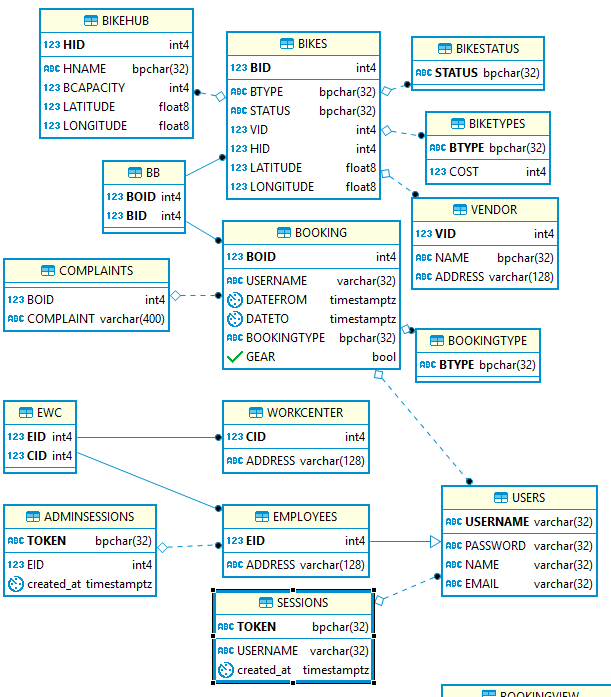 BIKEHUB
123 HID int4
ABC HNAME bpchar(32)
123 BCAPACITY int4
123 LATITUDE float8
123 LONGITUDE float8
BIKES
123 BID int4
ABC BTYPE bpchar(32)
ABC STATUS bpchar(32)
123 VID int4
123 HID int4
123 LATITUDE float8
123 LONGITUDE float8
BIKESTATUS
ABC STATUS bpchar(32)
BIKETYPES
ABC BTYPE bpchar(32)
123 COST int4
BB
123 BOID int4
123 BID int4
VENDOR
123 VID int4
ABC NAME bpchar(32)
ABC ADDRESS varchar(128)
BOOKING
123 BOID int4
ABC USERNAME varchar(32)
DATEFROM timestamptz
DATETO timestamptz
ABC BOOKINGTYPE bpchar(32)
GEAR bool
COMPLAINTS
123 BOID int4
ABC COMPLAINT varchar(400)
BOOKINGTYPE
ABC BTYPE bpchar(32)
EWC
123 EID int4
123 CID int4
WORKCENTER
123 CID int4
ABC ADDRESS varchar(128)
ADMINSESSIONS
ABC TOKEN bpchar(32)
123 EID int4
created_at timestamptz
EMPLOYEES
123 EID int4
ABC ADDRESS varchar(128)
USERS
ABC USERNAME varchar(32)
ABC PASSWORD varchar(32)
ABC NAME varchar(32)
ABC EMAIL varchar(32)
SESSIONS
ABC TOKEN bpchar(32)
ABC USERNAME varchar(32)
created_at timestamptz
BOOKINGVIEW